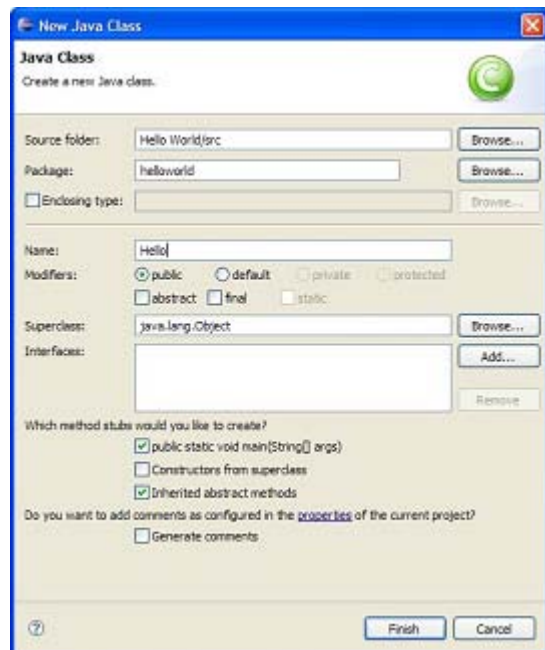 New Java Class
Java Class
Create a new Java class.
Source folder: Hello World/src Browse...
Package: helloworld Browse...
Enclosing type: Browse...
Name: Hello
Modifiers: public default private protected
abstract final static
Superclass: java.lang.Object Browse...
Interfaces: Add...
Remove
Which method stubs would you like to create?
public static void main(String[] args)
Constructors from superclass
Inherited abstract methods
Do you want to add comments as configured in the properties of the current project?
Generate comments
? Finish Cancel